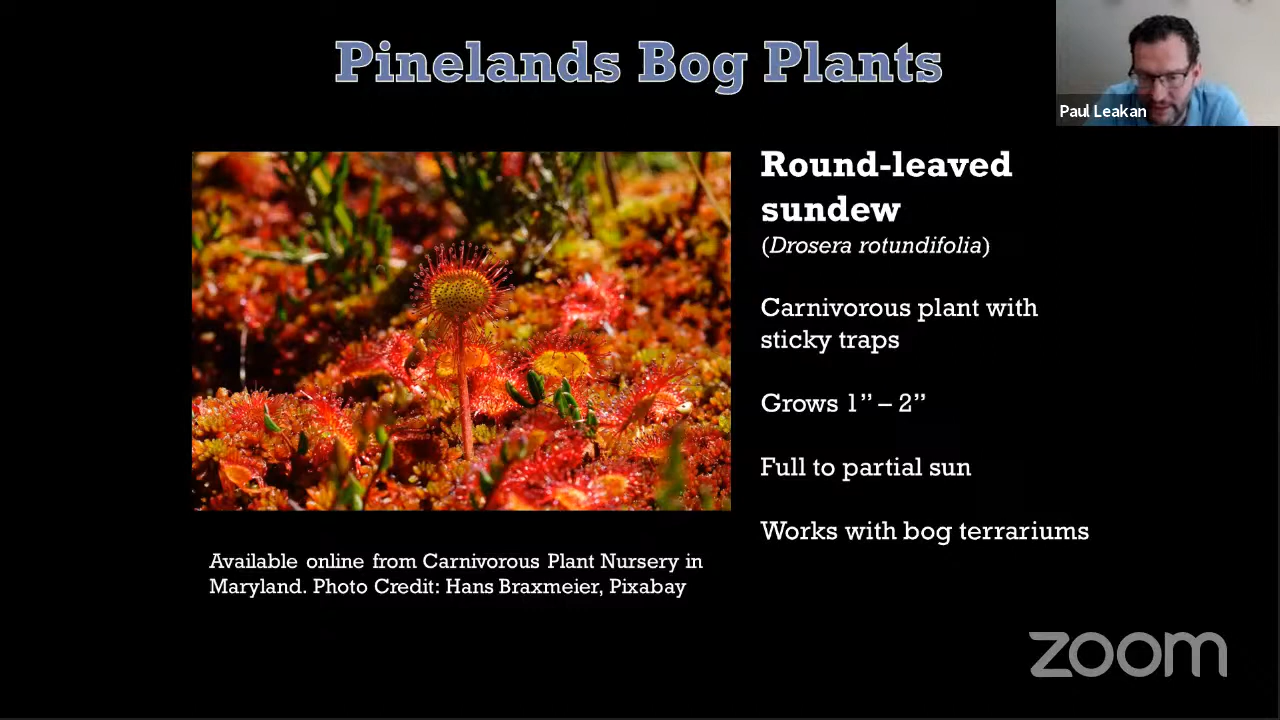 Pinelands Bog Plants
Paul Leakan
Round-leaved
sundew
(Drosera rotundifolia)
Carnivorous plant with
sticky traps
Grows 1” – 2”
Full to partial sun
Works with bog terrariums
Available online from Carnivorous Plant Nursery in
Maryland. Photo Credit: Hans Braxmeier, Pixabay
zoom